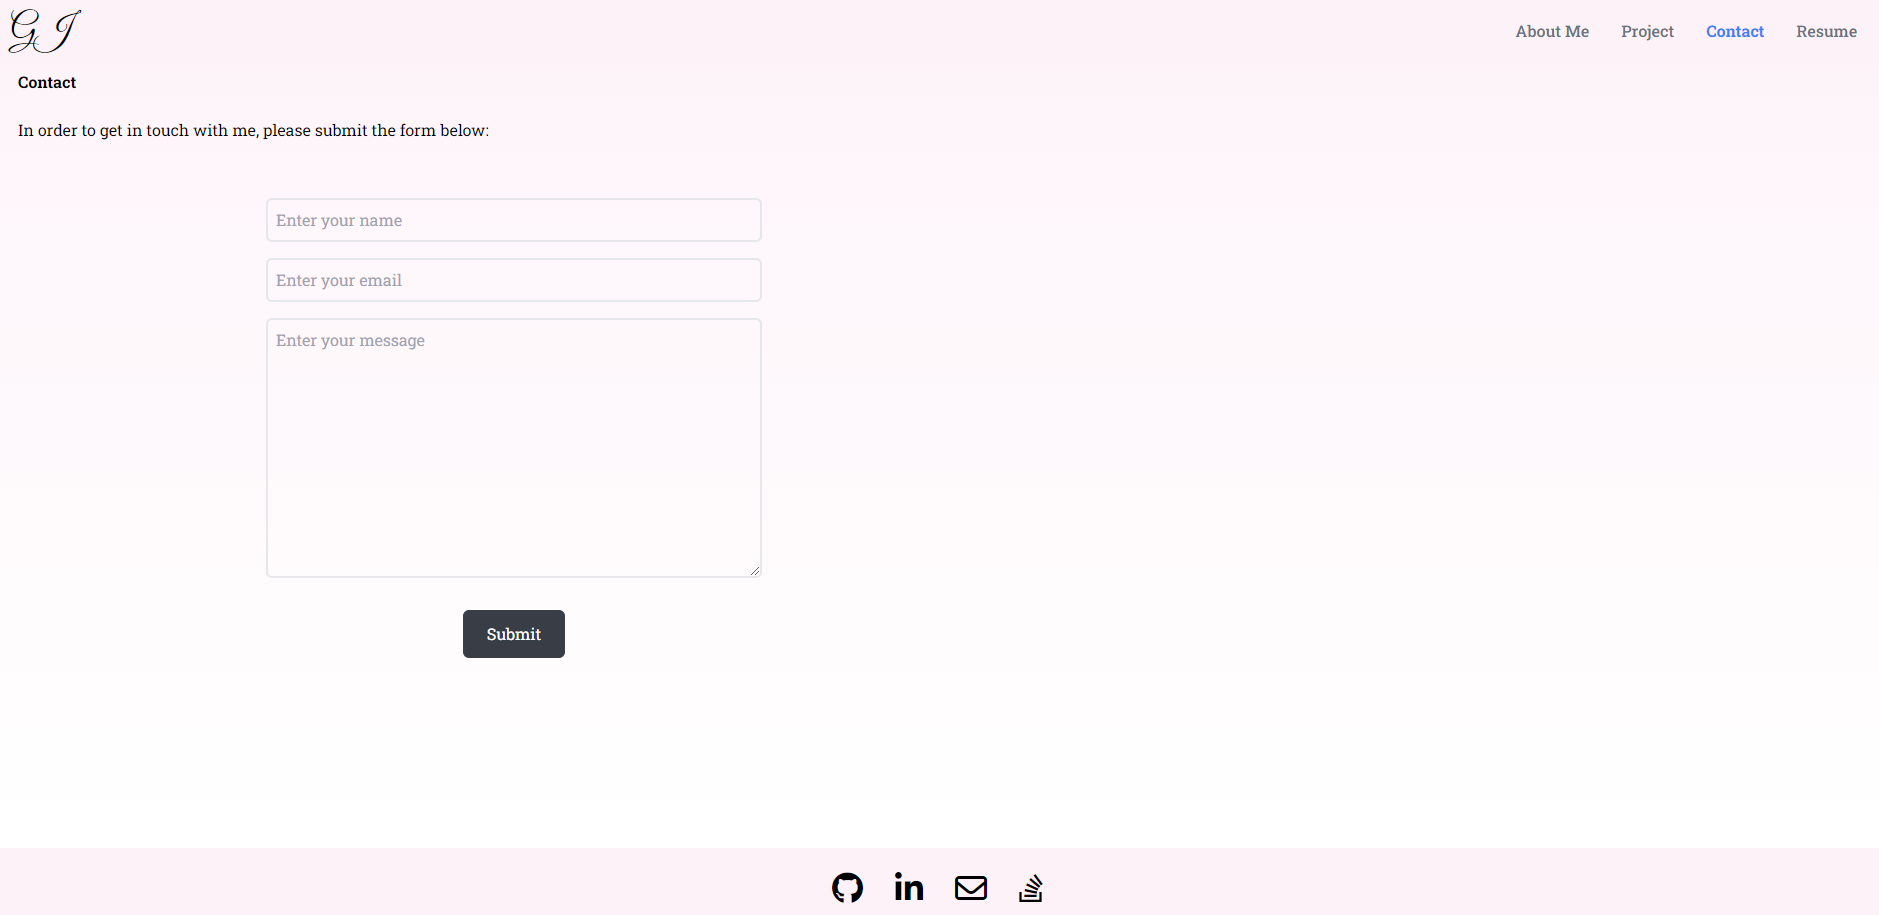 GJ
About Me Project Contact Resume
Contact
In order to get in touch with me, please submit the form below:
Enter your name
Enter your email
Enter your message
Submit
in